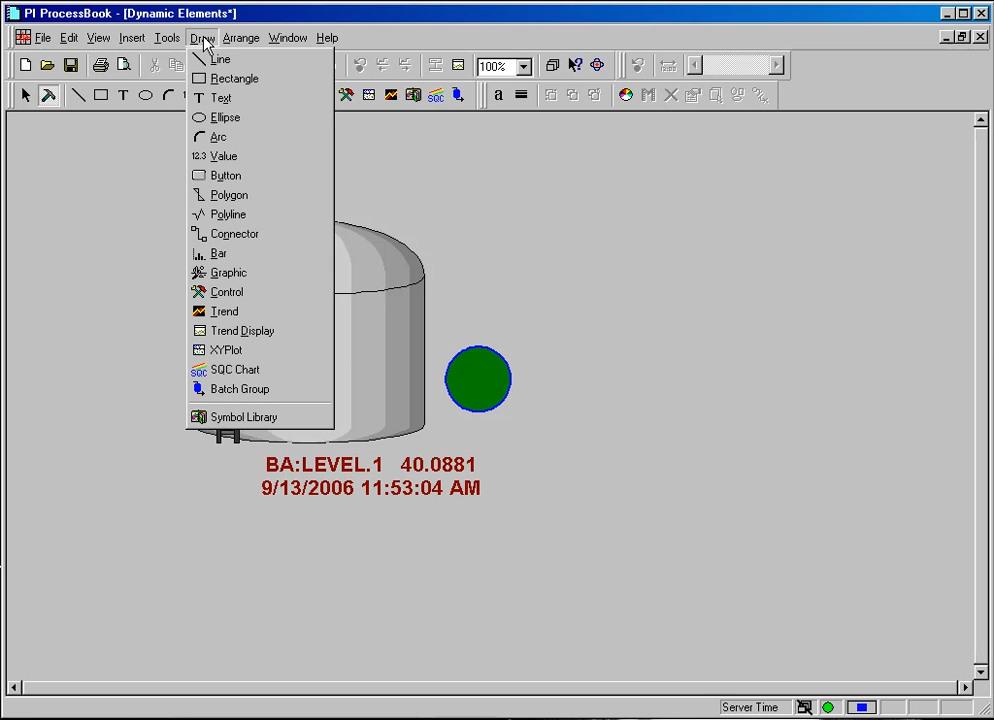 PI ProcessBook - [Dynamic Elements*]
File Edit View Insert Tools Draw Arrange Window Help
100%
T a
Line
Rectangle
T Text
Ellipse
Arc
12.3 Value
Button
Polygon
Polyline
Connector
Bar
Graphic
Control
Trend
Trend Display
XYPlot
SQC SQC Chart
Batch Group
Symbol Library
BA:LEVEL.1 40.0881
9/13/2006 11:53:04 AM
Server Time